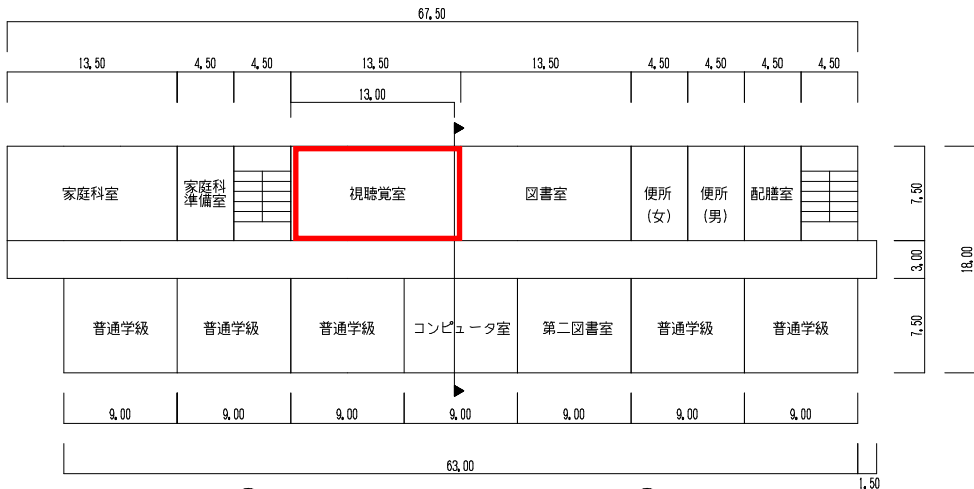 67.50
13.50 4.50 4.50 13.50 13.50 4.50 4.50 4.50 4.50
13.00
家庭科室 家庭科準備室 視聴覚室 図書室 便所(女) 便所(男) 配膳室
7.50
3.00
18.00
普通学級 普通学級 普通学級 コンピュータ室 第二図書室 普通学級 普通学級
7.50
9.00 9.00 9.00 9.00 9.00 9.00 9.00
63.00
1.50